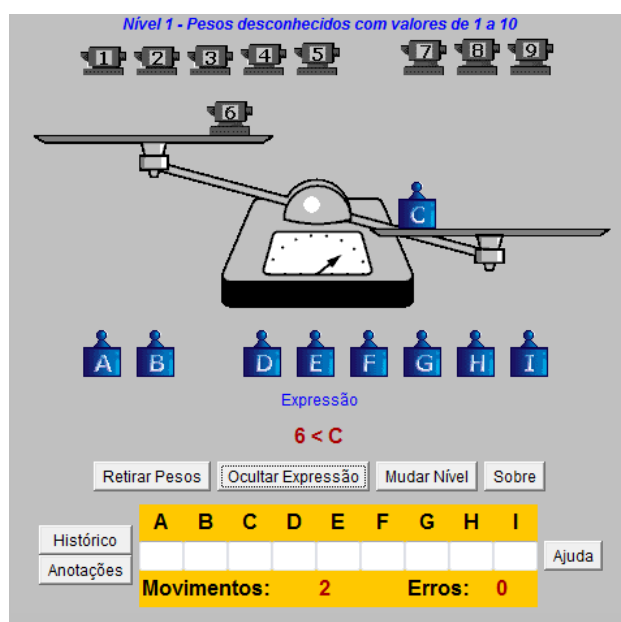 Nível 1 - Pesos desconhecidos com valores de 1 a 10
1 2 3 4 5 7 8 9
6
C
A B D E F G H I
Expressão
6 < C
Retirar Pesos Ocultar Expressão Mudar Nível Sobre
A B C D E F G H I
Histórico
Ajuda
Anotações
Movimentos: 2 Erros: 0